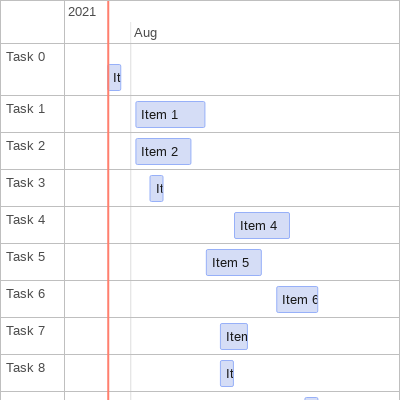 2021
Aug
Task 0
It
Task 1
Item 1
Task 2
Item 2
Task 3
It
Task 4
Item 4
Task 5
Item 5
Task 6
Item 6
Task 7
Iten
Task 8
It